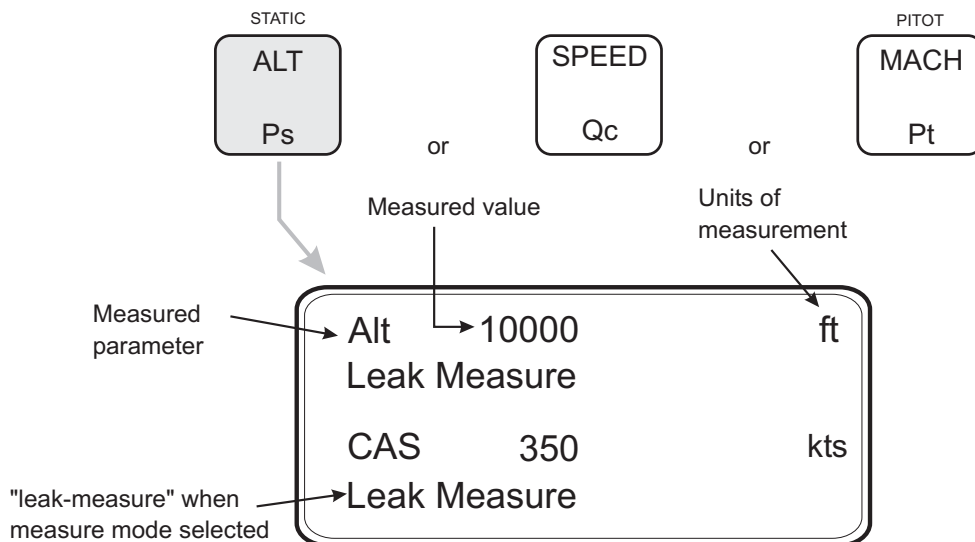 STATIC
PITOT
ALT
SPEED
MACH
Ps
Qc
Pt
or
or
Measured value
Units of
measurement
Measured
parameter
Alt 10000 ft
Leak Measure
CAS 350 kts
Leak Measure
"leak-measure" when
measure mode selected